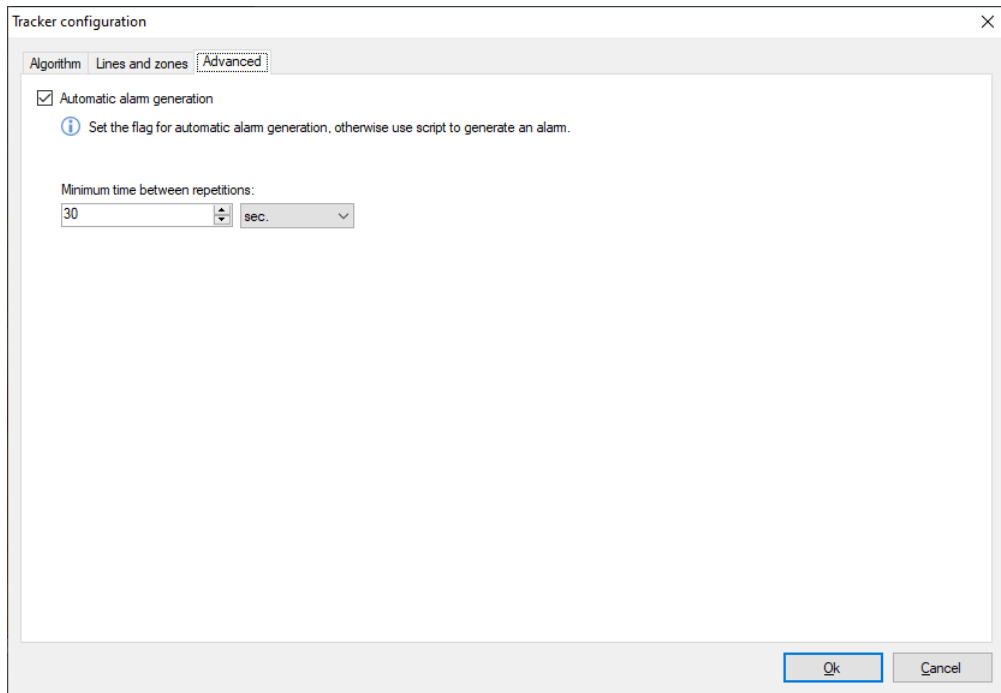 Tracker configuration
Algorithm Lines and zones Advanced
Automatic alarm generation
Set the flag for automatic alarm generation, otherwise use script to generate an alarm.
Minimum time between repetitions:
30 sec.
Ok Cancel